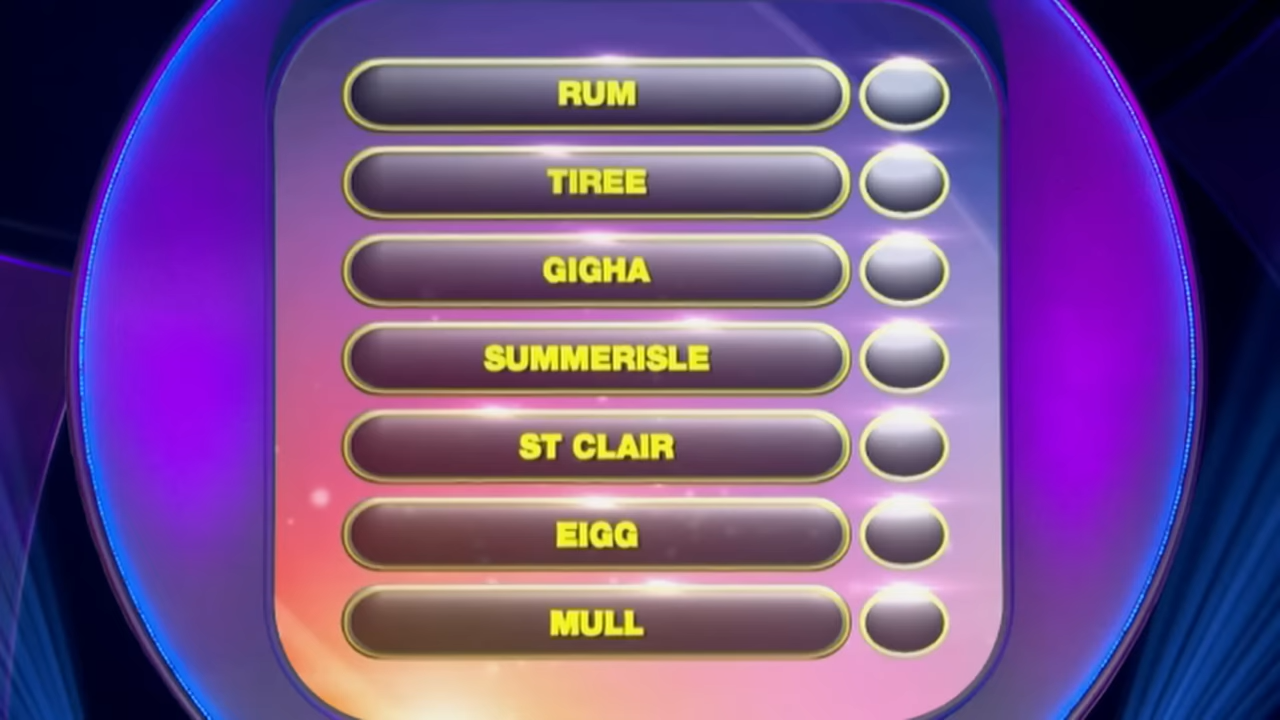 RUM
TIREE
GIGHA
SUMMERISLE
ST CLAIR
EIGG
MULL